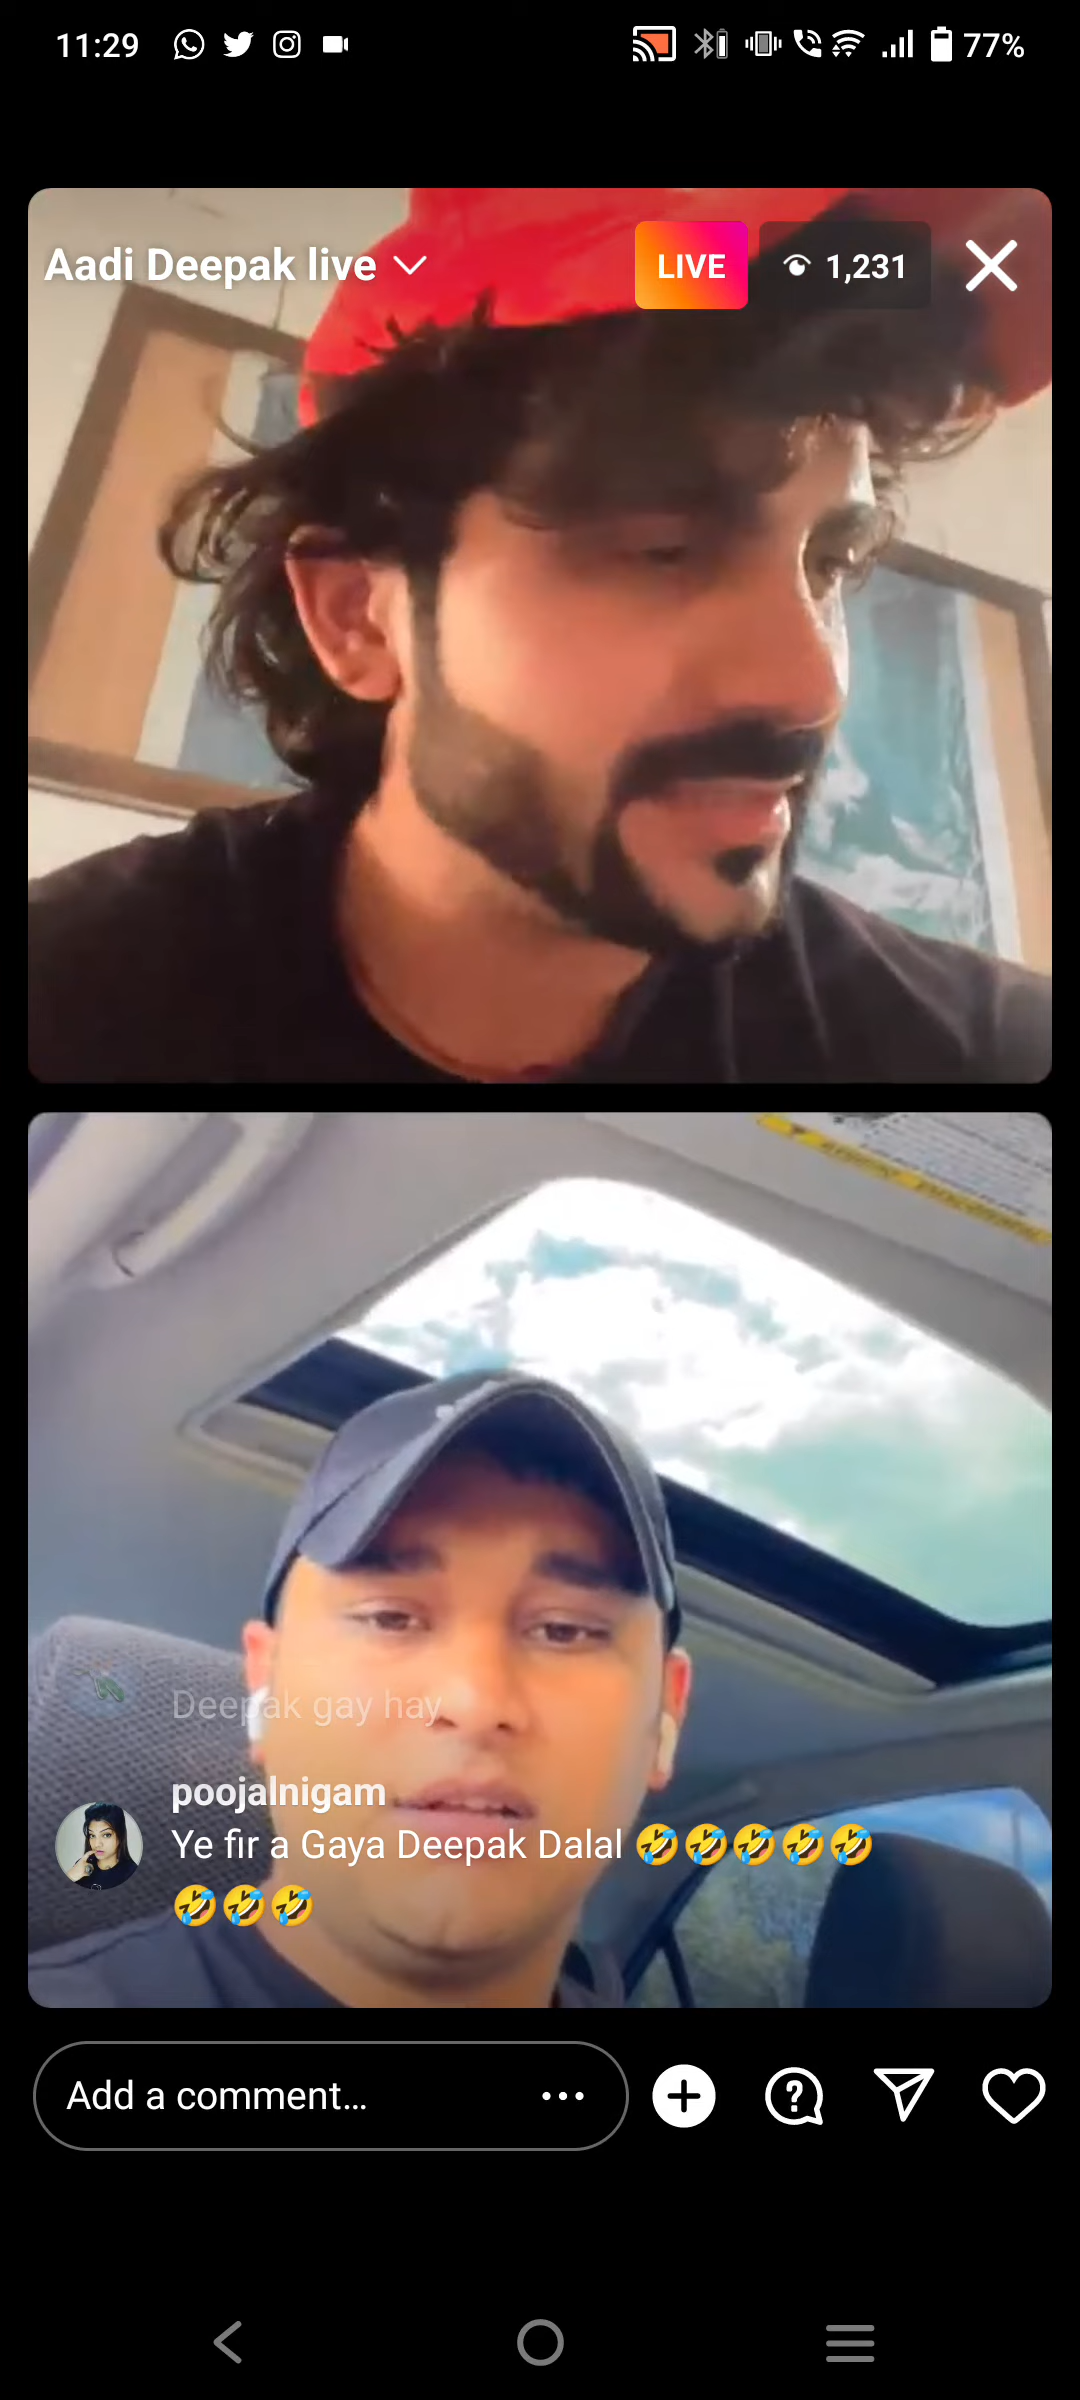 11:29
77%
Aadi Deepak live
LIVE
1,231
Deepak gay hay
poojalnigam
Ye fir a Gaya Deepak Dalal 🤣🤣🤣🤣🤣
🤣🤣🤣
Add a comment...